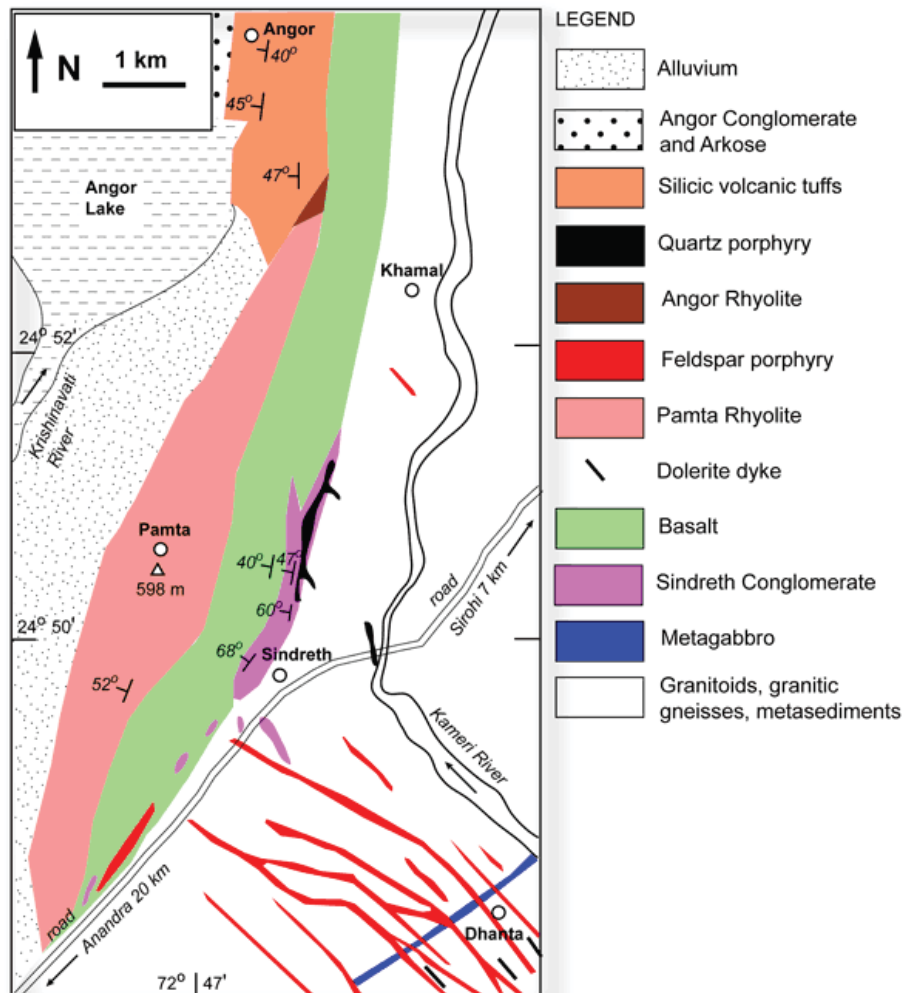 N
1 km
Angor
40°
45°
47°
Angor
Lake
Khamal
24° 52'
Krishinavati
River
Pamta
598 m
40°
47°
60°
24° 50'
68°
Sindreth
52°
road
Sirohi 7 km
Kameri River
road
Anandra 20 km
Dhanta
72° 47'
LEGEND
Alluvium
Angor Conglomerate
and Arkose
Silicic volcanic tuffs
Quartz porphyry
Angor Rhyolite
Feldspar porphyry
Pamta Rhyolite
Dolerite dyke
Basalt
Sindreth Conglomerate
Metagabbro
Granitoids, granitic
gneisses, metasediments